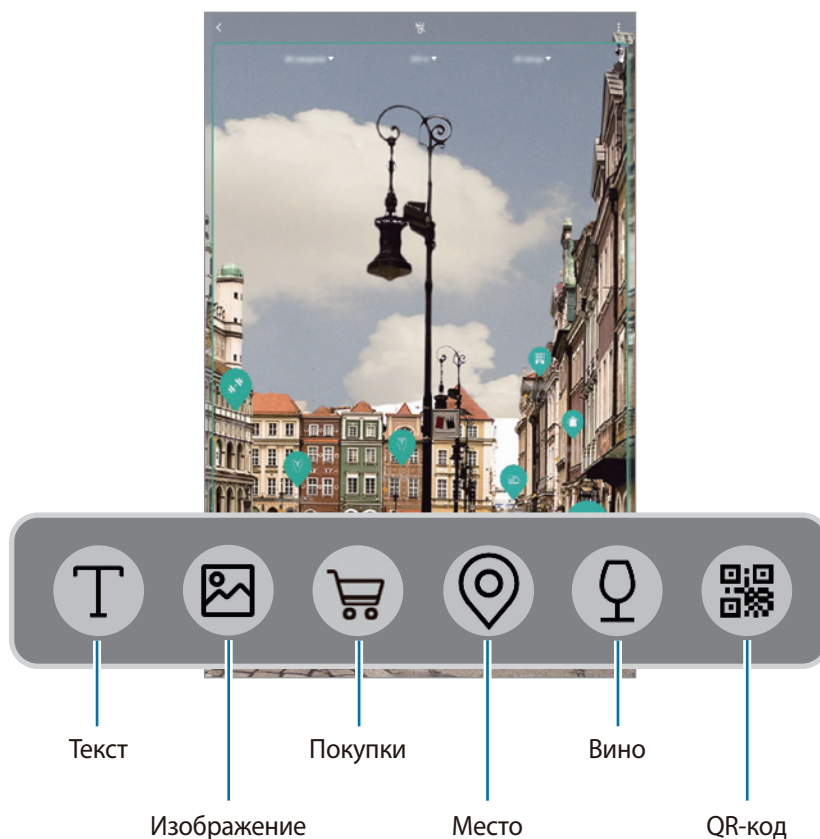 Текст
Покупки
Вино
Изображение
Место
QR-код